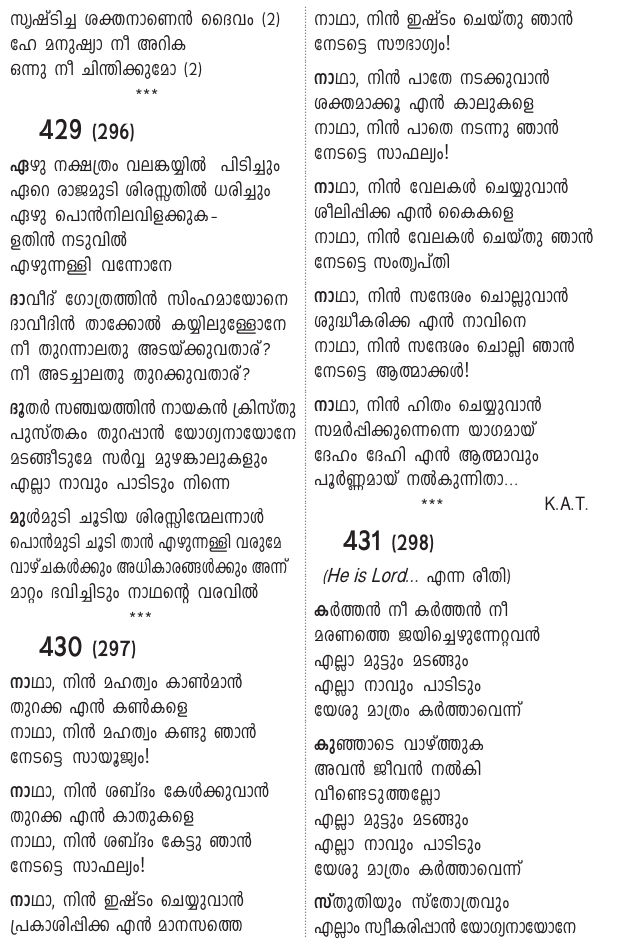 സൃഷ്ടിച്ച ശക്തനാണെൻ ദൈവം (2)
ഹേ മനുഷ്യാ നീ അറിക
ഒന്നു നീ ചിന്തിക്കുമോ (2)
***
429 (296)
ഏഴു നക്ഷത്രം വലങ്കയ്യിൽ പിടിച്ചും
ഏറെ രാജമുടി ശിരസ്സതിൽ ധരിച്ചും
ഏഴു പൊൻനിലവിളക്കുക-
ളതിൻ നടുവിൽ
എഴുന്നള്ളി വന്നോനേ
ദാവീദ് ഗോത്രത്തിൻ സിംഹമായോനെ
ദാവീദിൻ താക്കോൽ കയ്യിലുള്ളോനേ
നീ തുറന്നാലതു അടയ്ക്കുവതാര്?
നീ അടച്ചാലതു തുറക്കുവതാര്?
ദൂതർ സഞ്ചയത്തിൻ നായകൻ ക്രിസ്തു
പുസ്തകം തുറപ്പാൻ യോഗ്യനായോനേ
മടങ്ങീടുമേ സർവ്വ മുഴങ്കാലുകളും
എല്ലാ നാവും പാടിടും നിന്നെ
മുൾമുടി ചൂടിയ ശിരസ്സിന്മേലന്നാൾ
പൊൻമുടി ചൂടി താൻ എഴുന്നള്ളി വരുമേ
വാഴ്ചകൾക്കും അധികാരങ്ങൾക്കും അന്ന്
മാറ്റം ഭവിച്ചിടും നാഥന്റെ വരവിൽ
***
430 (297)
നാഥാ, നിൻ മഹത്വം കാൺമാൻ
തുറക്ക എൻ കൺകളെ
നാഥാ, നിൻ മഹത്വം കണ്ടു ഞാൻ
നേടട്ടെ സായൂജ്യം!
നാഥാ, നിൻ ശബ്ദം കേൾക്കുവാൻ
തുറക്ക എൻ കാതുകളെ
നാഥാ, നിൻ ശബ്ദം കേട്ടു ഞാൻ
നേടട്ടെ സാഫല്യം!
നാഥാ, നിൻ ഇഷ്ടം ചെയ്യുവാൻ
പ്രകാശിപ്പിക്ക എൻ മാനസത്തെ
നാഥാ, നിൻ ഇഷ്ടം ചെയ്തു ഞാൻ
നേടട്ടെ സൗഭാഗ്യം!
നാഥാ, നിൻ പാതേ നടക്കുവാൻ
ശക്തമാക്കൂ എൻ കാലുകളെ
നാഥാ, നിൻ പാതെ നടന്നു ഞാൻ
നേടട്ടെ സാഫല്യം!
നാഥാ, നിൻ വേലകൾ ചെയ്യുവാൻ
ശീലിപ്പിക്ക എൻ കൈകളെ
നാഥാ, നിൻ വേലകൾ ചെയ്തു ഞാൻ
നേടട്ടെ സംതൃപ്തി
നാഥാ, നിൻ സന്ദേശം ചൊല്ലുവാൻ
ശുദ്ധീകരിക്ക എൻ നാവിനെ
നാഥാ, നിൻ സന്ദേശം ചൊല്ലി ഞാൻ
നേടട്ടെ ആത്മാക്കൾ!
നാഥാ, നിൻ ഹിതം ചെയ്യുവാൻ
സമർപ്പിക്കുന്നെന്നെ യാഗമായ്
ദേഹം ദേഹി എൻ ആത്മാവും
പൂർണ്ണമായ് നൽകുന്നിതാ...
*** K.A.T.
431 (298)
(He is Lord... എന്ന രീതി)
കർത്തൻ നീ കർത്തൻ നീ
മരണത്തെ ജയിച്ചെഴുന്നേറ്റവൻ
എല്ലാ മുട്ടും മടങ്ങും
എല്ലാ നാവും പാടിടും
യേശു മാത്രം കർത്താവെന്ന്
കുഞ്ഞാടെ വാഴ്ത്തുക
അവൻ ജീവൻ നൽകി
വീണ്ടെടുത്തല്ലോ
എല്ലാ മുട്ടും മടങ്ങും
എല്ലാ നാവും പാടിടും
യേശു മാത്രം കർത്താവെന്ന്
സ്തുതിയും സ്തോത്രവും
എല്ലാം സ്വീകരിപ്പാൻ യോഗ്യനായോനേ